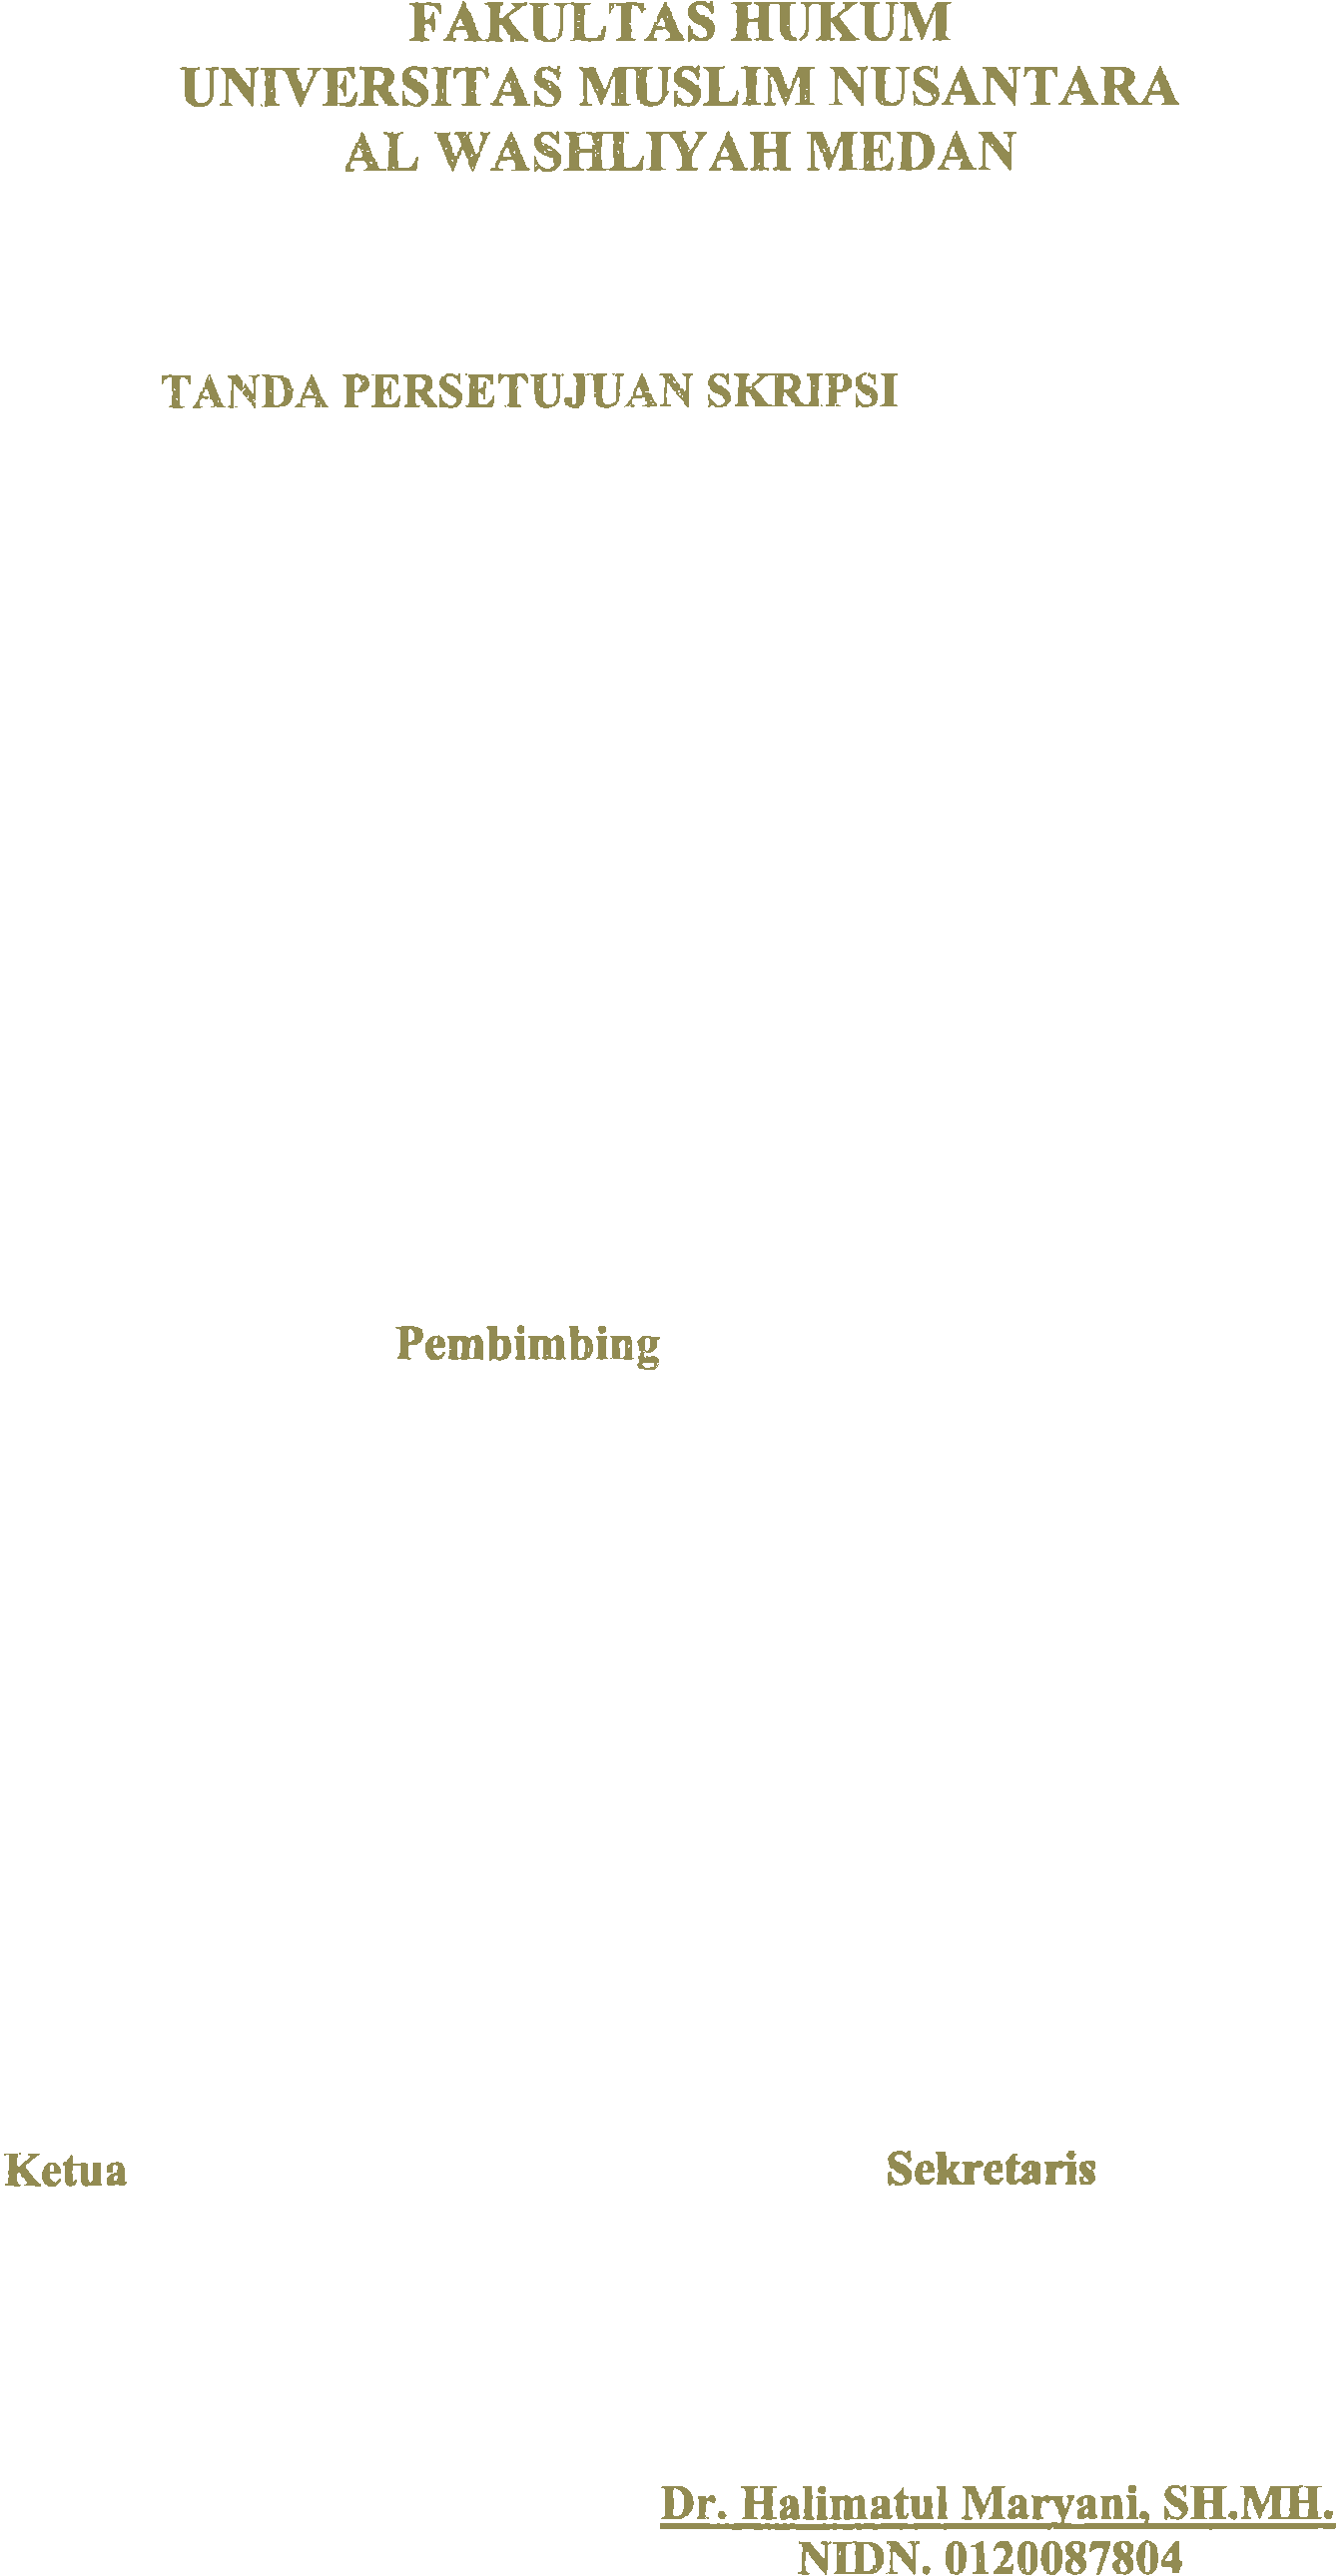 FAKULTAS HUKUM
UNIVERSITAS MUSLIM NUSANTARA
AL WASHLIYAH MEDAN
TANDA PERSETUJUAN SKRIPSI
Pembimbing
Ketua Sekretaris
Dr. Halimatul Maryani, SH.MH.
NIDN. 0120087804